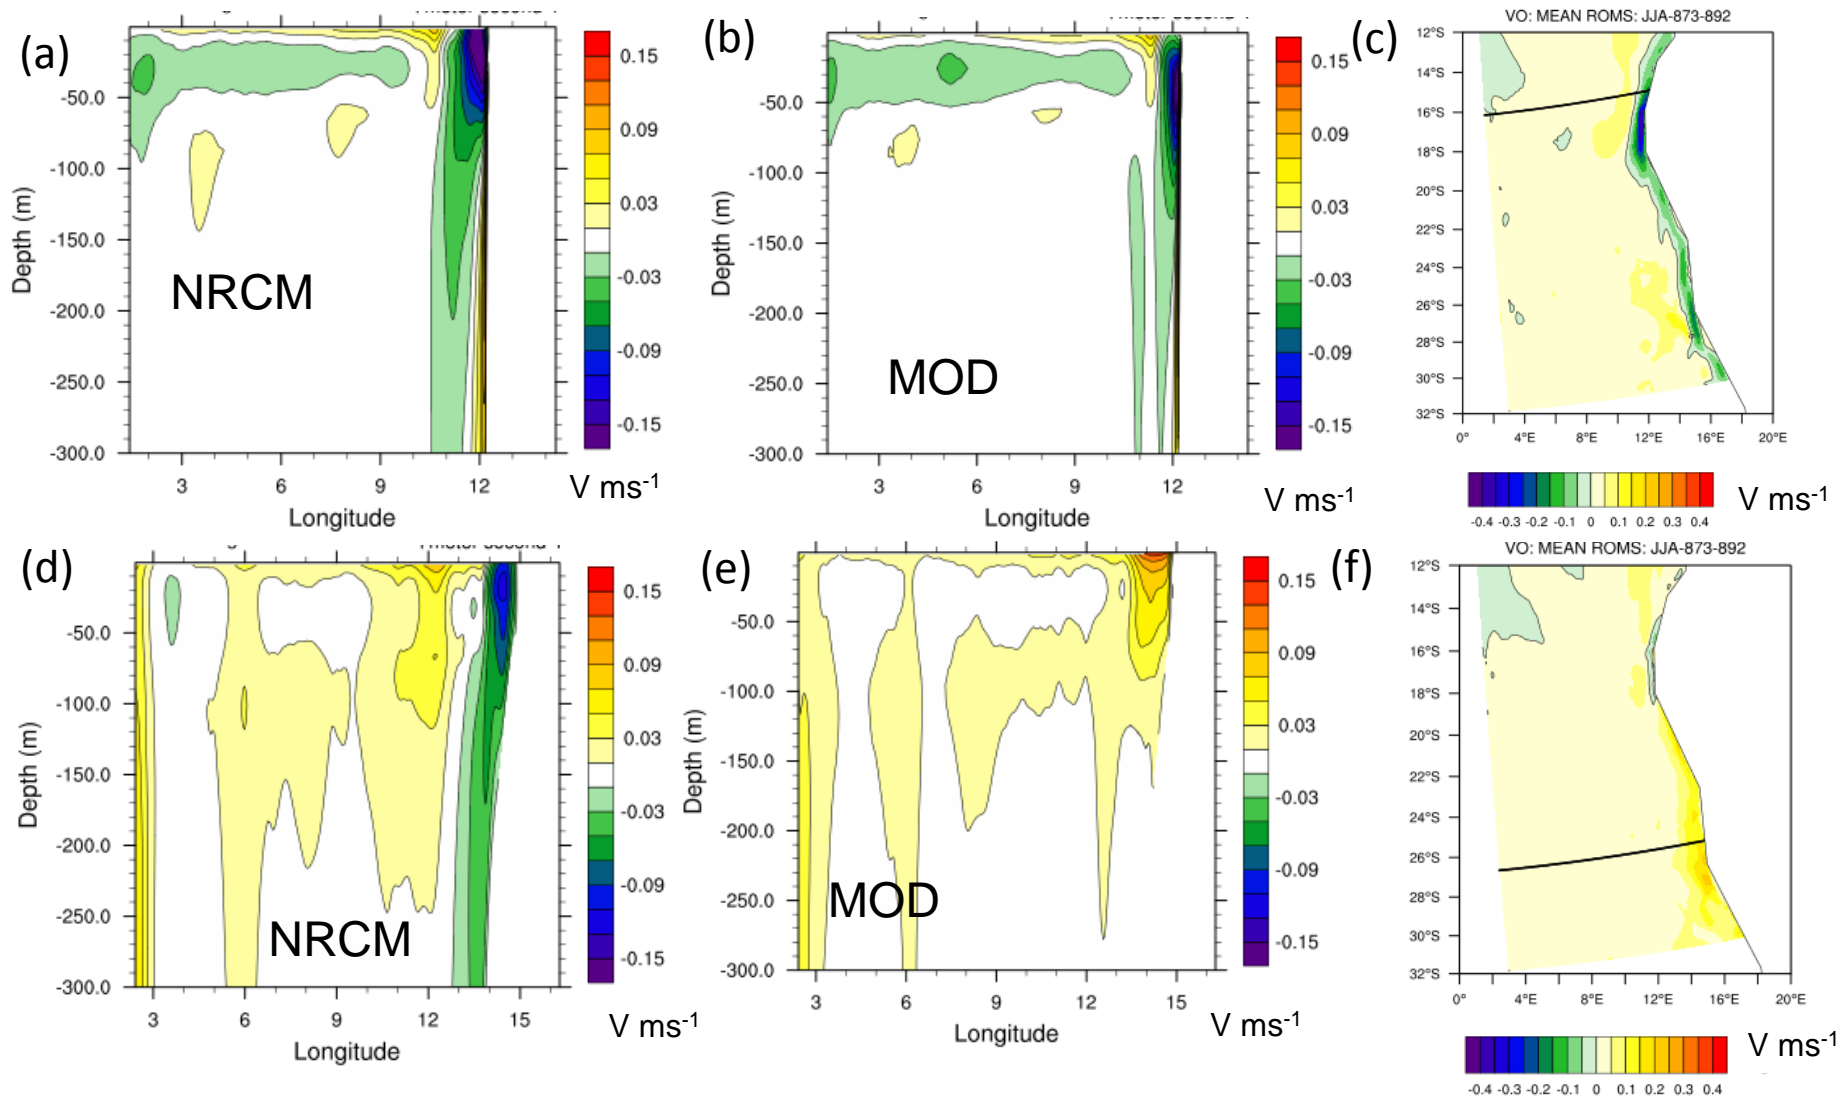 (a)
0.15
0.09
0.03
-0.03
-0.09
-0.15
-50.0
-100.0
-150.0
-200.0
-250.0
-300.0
Depth (m)
NRCM
3 6 9 12
Longitude
V ms-1
(b)
0.15
0.09
0.03
-0.03
-0.09
-0.15
-50.0
-100.0
-150.0
-200.0
-250.0
-300.0
Depth (m)
MOD
3 6 9 12
Longitude
V ms-1
(c)
VO: MEAN ROMS: JJA-873-892
12°S
14°S
16°S
18°S
20°S
22°S
24°S
26°S
28°S
30°S
32°S
0° 4°E 8°E 12°E 16°E 20°E
-0.4 -0.3 -0.2 -0.1 0 0.1 0.2 0.3 0.4
V ms-1
(d)
0.15
0.09
0.03
-0.03
-0.09
-0.15
-50.0
-100.0
-150.0
-200.0
-250.0
-300.0
Depth (m)
NRCM
3 6 9 12 15
Longitude
V ms-1
(e)
0.15
0.09
0.03
-0.03
-0.09
-0.15
-50.0
-100.0
-150.0
-200.0
-250.0
-300.0
Depth (m)
MOD
3 6 9 12 15
Longitude
V ms-1
(f)
VO: MEAN ROMS: JJA-873-892
12°S
14°S
16°S
18°S
20°S
22°S
24°S
26°S
28°S
30°S
32°S
0° 4°E 8°E 12°E 16°E 20°E
-0.4 -0.3 -0.2 -0.1 0 0.1 0.2 0.3 0.4
V ms-1